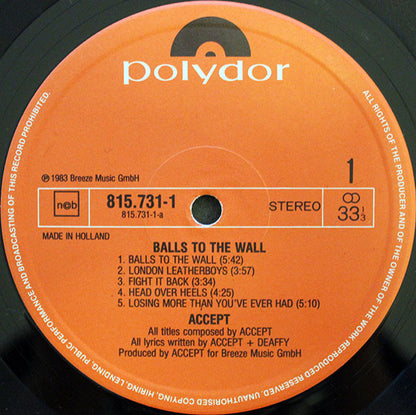 polydor
℗ 1983 Breeze Music GmbH
1
ncb
815.731-1
815.731-1-a
STEREO
33 1/3
MADE IN HOLLAND
BALLS TO THE WALL
1. BALLS TO THE WALL (5:42)
2. LONDON LEATHERBOYS (3:57)
3. FIGHT IT BACK (3:34)
4. HEAD OVER HEELS (4:25)
5. LOSING MORE THAN YOU'VE EVER HAD (5:10)
ACCEPT
All titles composed by ACCEPT
All lyrics written by ACCEPT + DEAFFY
Produced by ACCEPT for Breeze Music GmbH
ALL RIGHTS OF THE PRODUCER AND OF THE OWNER OF THE WORK REPRODUCED RESERVED. UNAUTHORISED COPYING, HIRING, LENDING, PUBLIC PERFORMANCE AND BROADCASTING OF THIS RECORD PROHIBITED.